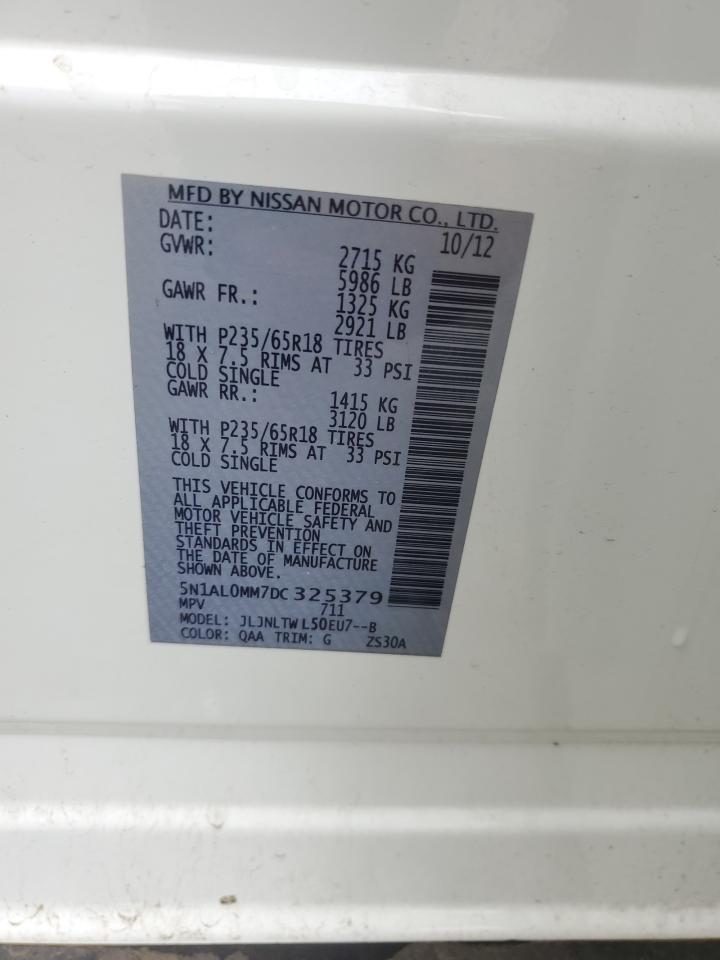 MFD BY NISSAN MOTOR CO., LTD.
DATE: 10/12
GVWR: 2715 KG
5986 LB
GAWR FR.: 1325 KG
2921 LB
WITH P235/65R18 TIRES
18 X 7.5 RIMS AT 33 PSI
COLD SINGLE
GAWR RR.: 1415 KG
3120 LB
WITH P235/65R18 TIRES
18 X 7.5 RIMS AT 33 PSI
COLD SINGLE
THIS VEHICLE CONFORMS TO
ALL APPLICABLE FEDERAL
MOTOR VEHICLE SAFETY AND
THEFT PREVENTION
STANDARDS IN EFFECT ON
THE DATE OF MANUFACTURE
SHOWN ABOVE.
5N1AL0MM7DC325379
MPV 711
MODEL: JLJNLTWL50EU7--B
COLOR: QAA TRIM: G ZS30A